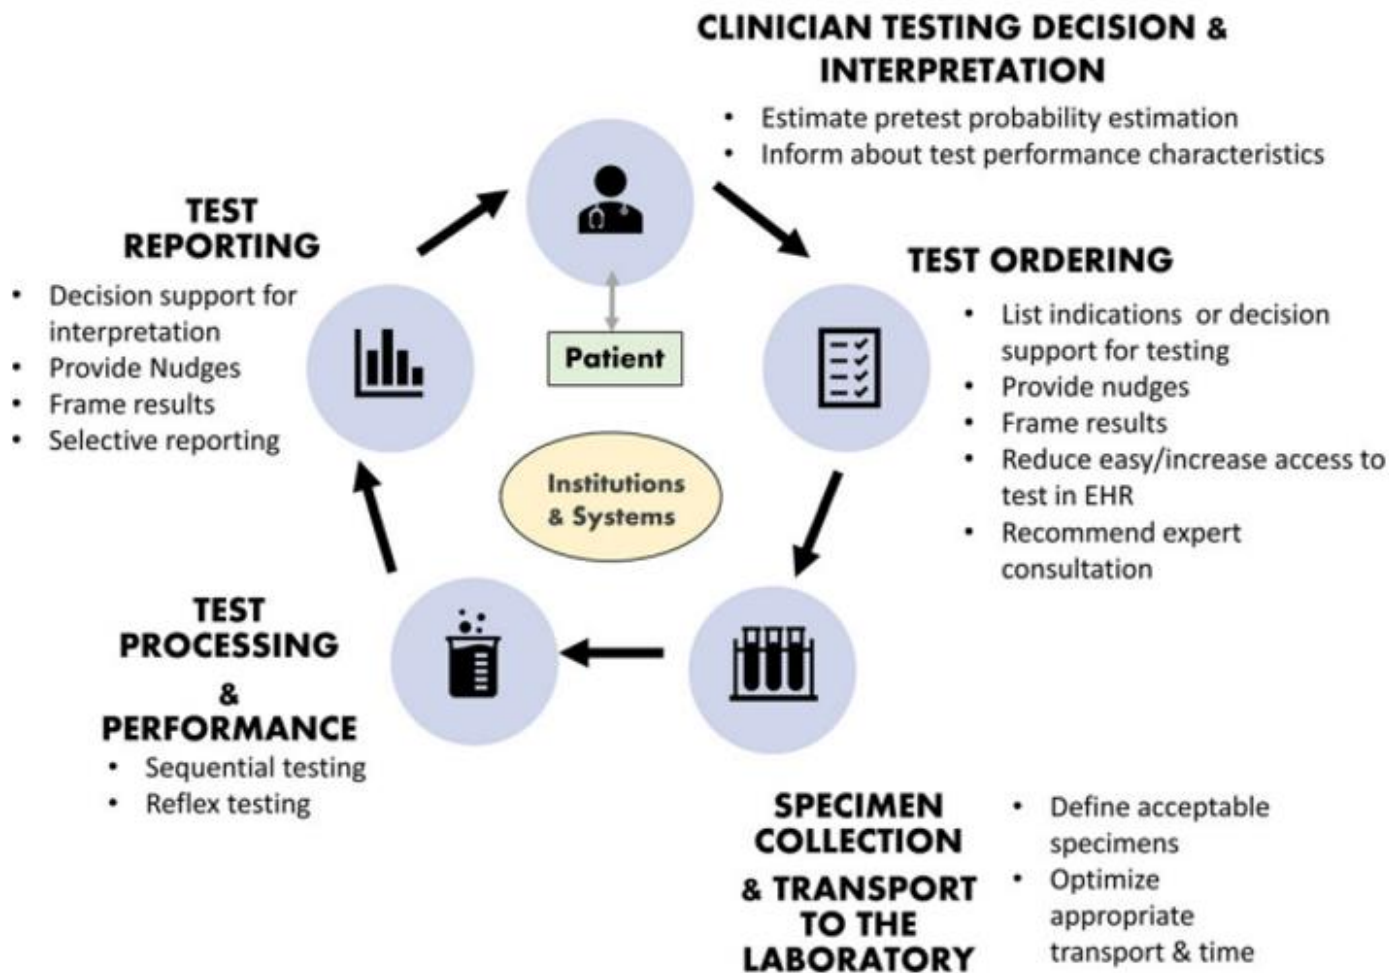 CLINICIAN TESTING DECISION &
INTERPRETATION
• Estimate pretest probability estimation
• Inform about test performance characteristics
TEST ORDERING
• List indications or decision
support for testing
• Provide nudges
• Frame results
• Reduce easy/increase access to
test in EHR
• Recommend expert
consultation
SPECIMEN
COLLECTION
& TRANSPORT
TO THE
LABORATORY
• Define acceptable
specimens
• Optimize
appropriate
transport & time
TEST
PROCESSING
&
PERFORMANCE
• Sequential testing
• Reflex testing
TEST
REPORTING
• Decision support for
interpretation
• Provide Nudges
• Frame results
• Selective reporting
Patient
Institutions
& Systems